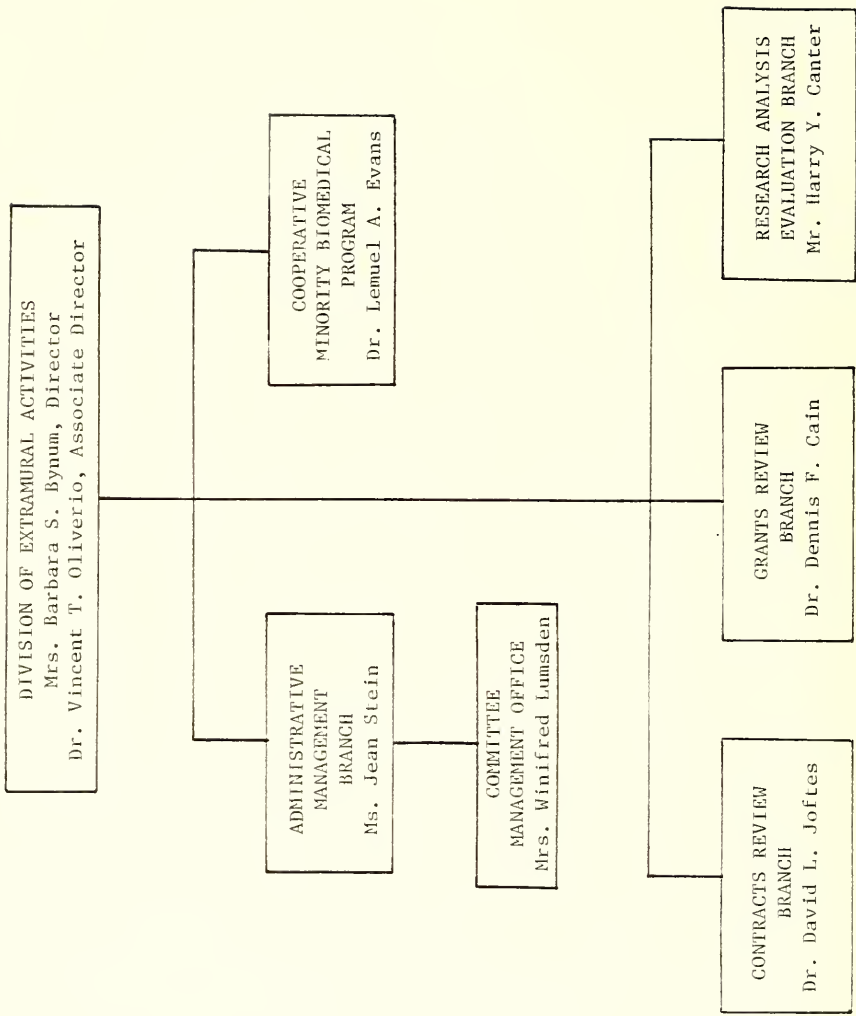 DIVISION OF EXTRAMURAL ACTIVITIES
Mrs. Barbara S. Bynum, Director
Dr. Vincent T. Oliverio, Associate Director
ADMINISTRATIVE
MANAGEMENT
BRANCH
Ms. Jean Stein
COOPERATIVE
MINORITY BIOMEDICAL
PROGRAM
Dr. Lemuel A. Evans
COMMITTEE
MANAGEMENT OFFICE
Mrs. Winifred Lumsden
CONTRACTS REVIEW
BRANCH
Dr. David L. Joftes
GRANTS REVIEW
BRANCH
Dr. Dennis F. Cain
RESEARCH ANALYSIS
EVALUATION BRANCH
Mr. Harry Y. Canter